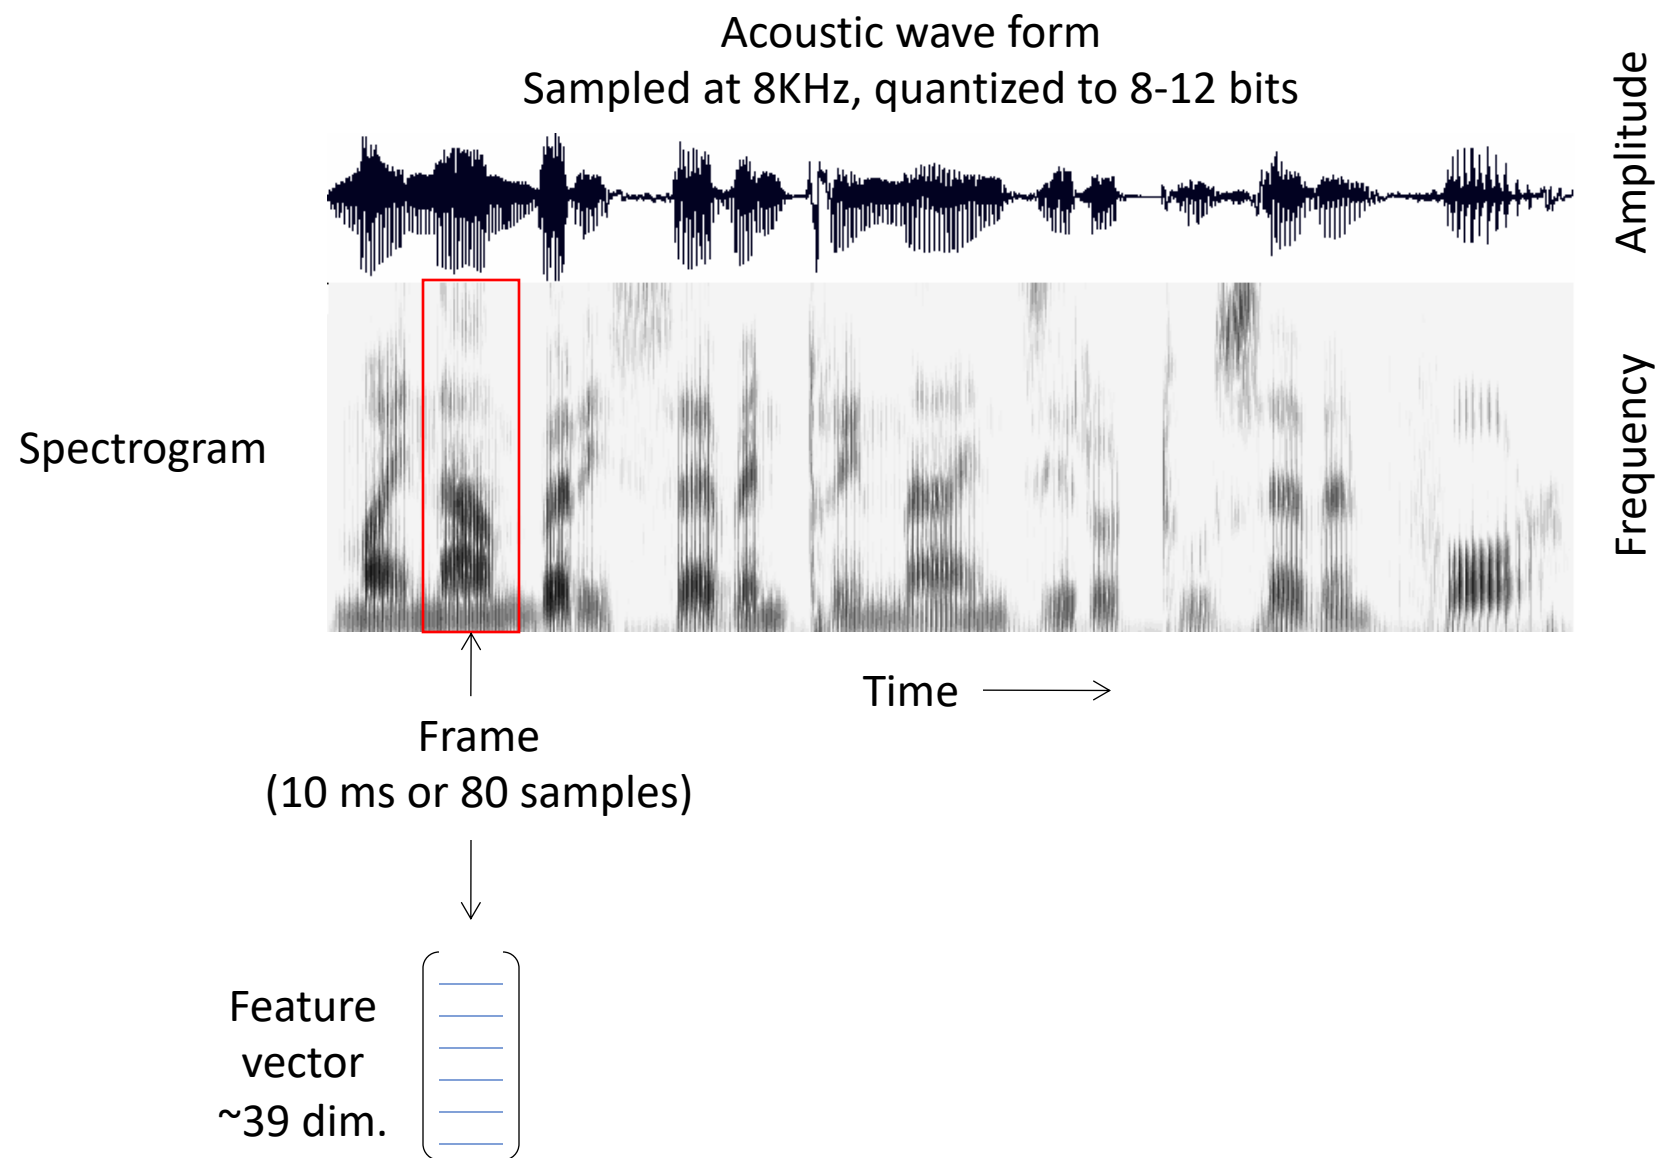 Acoustic wave form
Sampled at 8KHz, quantized to 8-12 bits
Amplitude
Spectrogram
Frequency
Time
Frame
(10 ms or 80 samples)
Feature
vector
~39 dim.